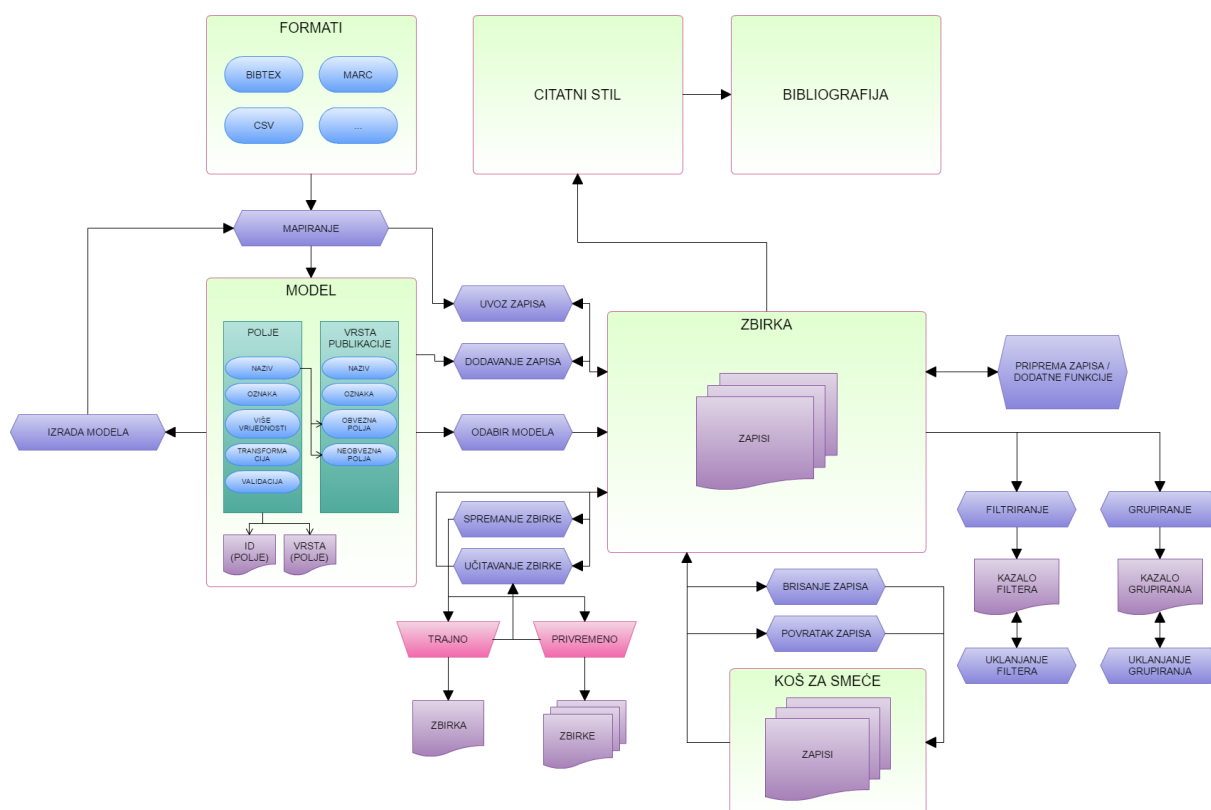 FORMATI
BIBTEX
MARC
CSV
...
CITATNI STIL
BIBLIOGRAFIJA
MAPIRANJE
MODEL
POLJE
NAZIV
OZNAKA
VIŠE
VRIJEDNOSTI
TRANSFORMA
CIJA
VALIDACIJA
VRSTA
PUBLIKACIJE
NAZIV
OZNAKA
OBVEZNA
POLJA
NEOBVEZNA
POLJA
ID
(POLJE)
VRSTA
(POLJE)
IZRADA MODELA
UVOZ ZAPISA
DODAVANJE ZAPISA
ODABIR MODELA
ZBIRKA
ZAPISI
PRIPREMA ZAPISA /
DODATNE FUNKCIJE
SPREMANJE ZBIRKE
UČITAVANJE ZBIRKE
TRAJNO
PRIVREMENO
ZBIRKA
ZBIRKE
BRISANJE ZAPISA
POVRATAK ZAPISA
KOŠ ZA SMEĆE
ZAPISI
FILTRIRANJE
GRUPIRANJE
KAZALO
FILTERA
KAZALO
GRUPIRANJA
UKLANJANJE
FILTERA
UKLANJANJE
GRUPIRANJA